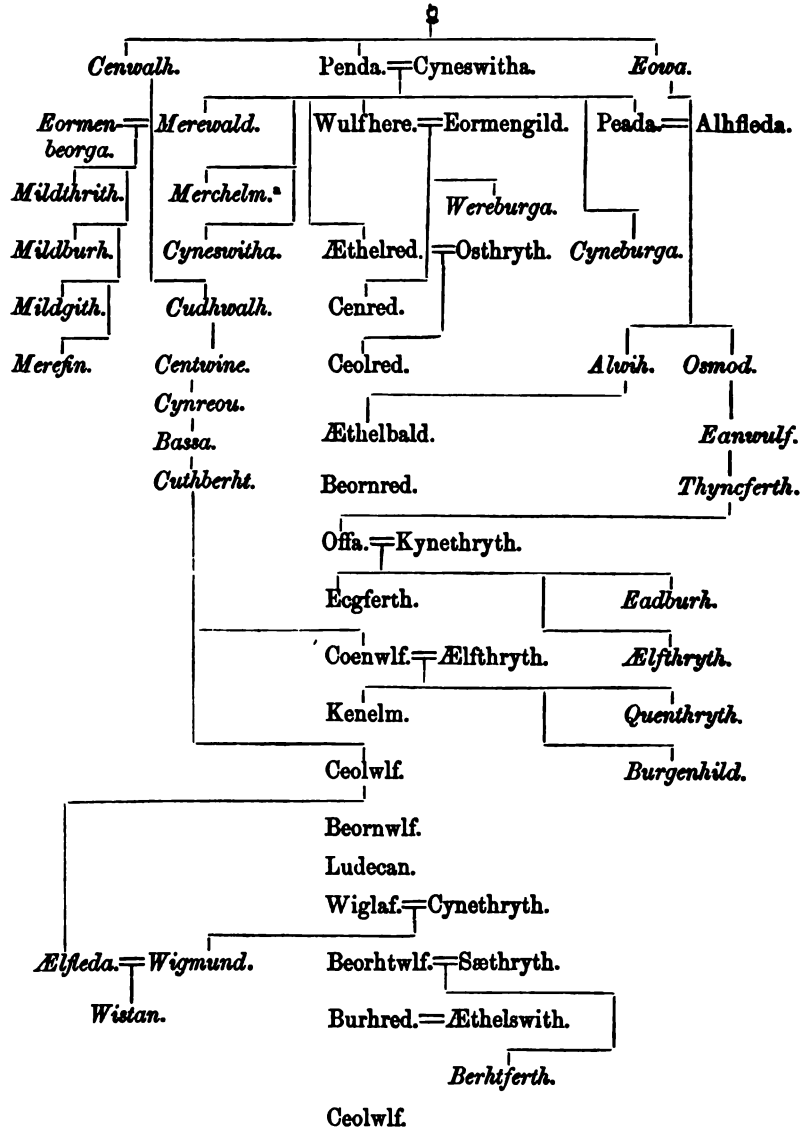 Cenwalh. Penda.=Cyneswitha. Eowa.
Eormen-=Merewald. Wulfhere.=Eormengild. Peada.=Alhfleda.
beorga.
Mildthrith. Merchelm.ª Wereburga.
Mildburh. Cyneswitha. Æthelred.=Osthryth. Cyneburga.
Mildgith. Cudhwalh. Cenred.
Merefin. Centwine. Ceolred. Alwih. Osmod.
Cynreou.
Æthelbald. Eanwulf.
Bassa.
Cuthberht. Beornred. Thyncferth.
Offa.=Kynethryth.
Ecgferth. Eadburh.
Coenwlf.=Ælfthryth. Ælfthryth.
Kenelm. Quenthryth.
Ceolwlf. Burgenhild.
Beornwlf.
Ludecan.
Wiglaf.=Cynethryth.
Ælfleda.=Wigmund. Beorhtwlf.=Sæthryth.
Wistan. Burhred.=Æthelswith.
Berhtferth.
Ceolwlf.